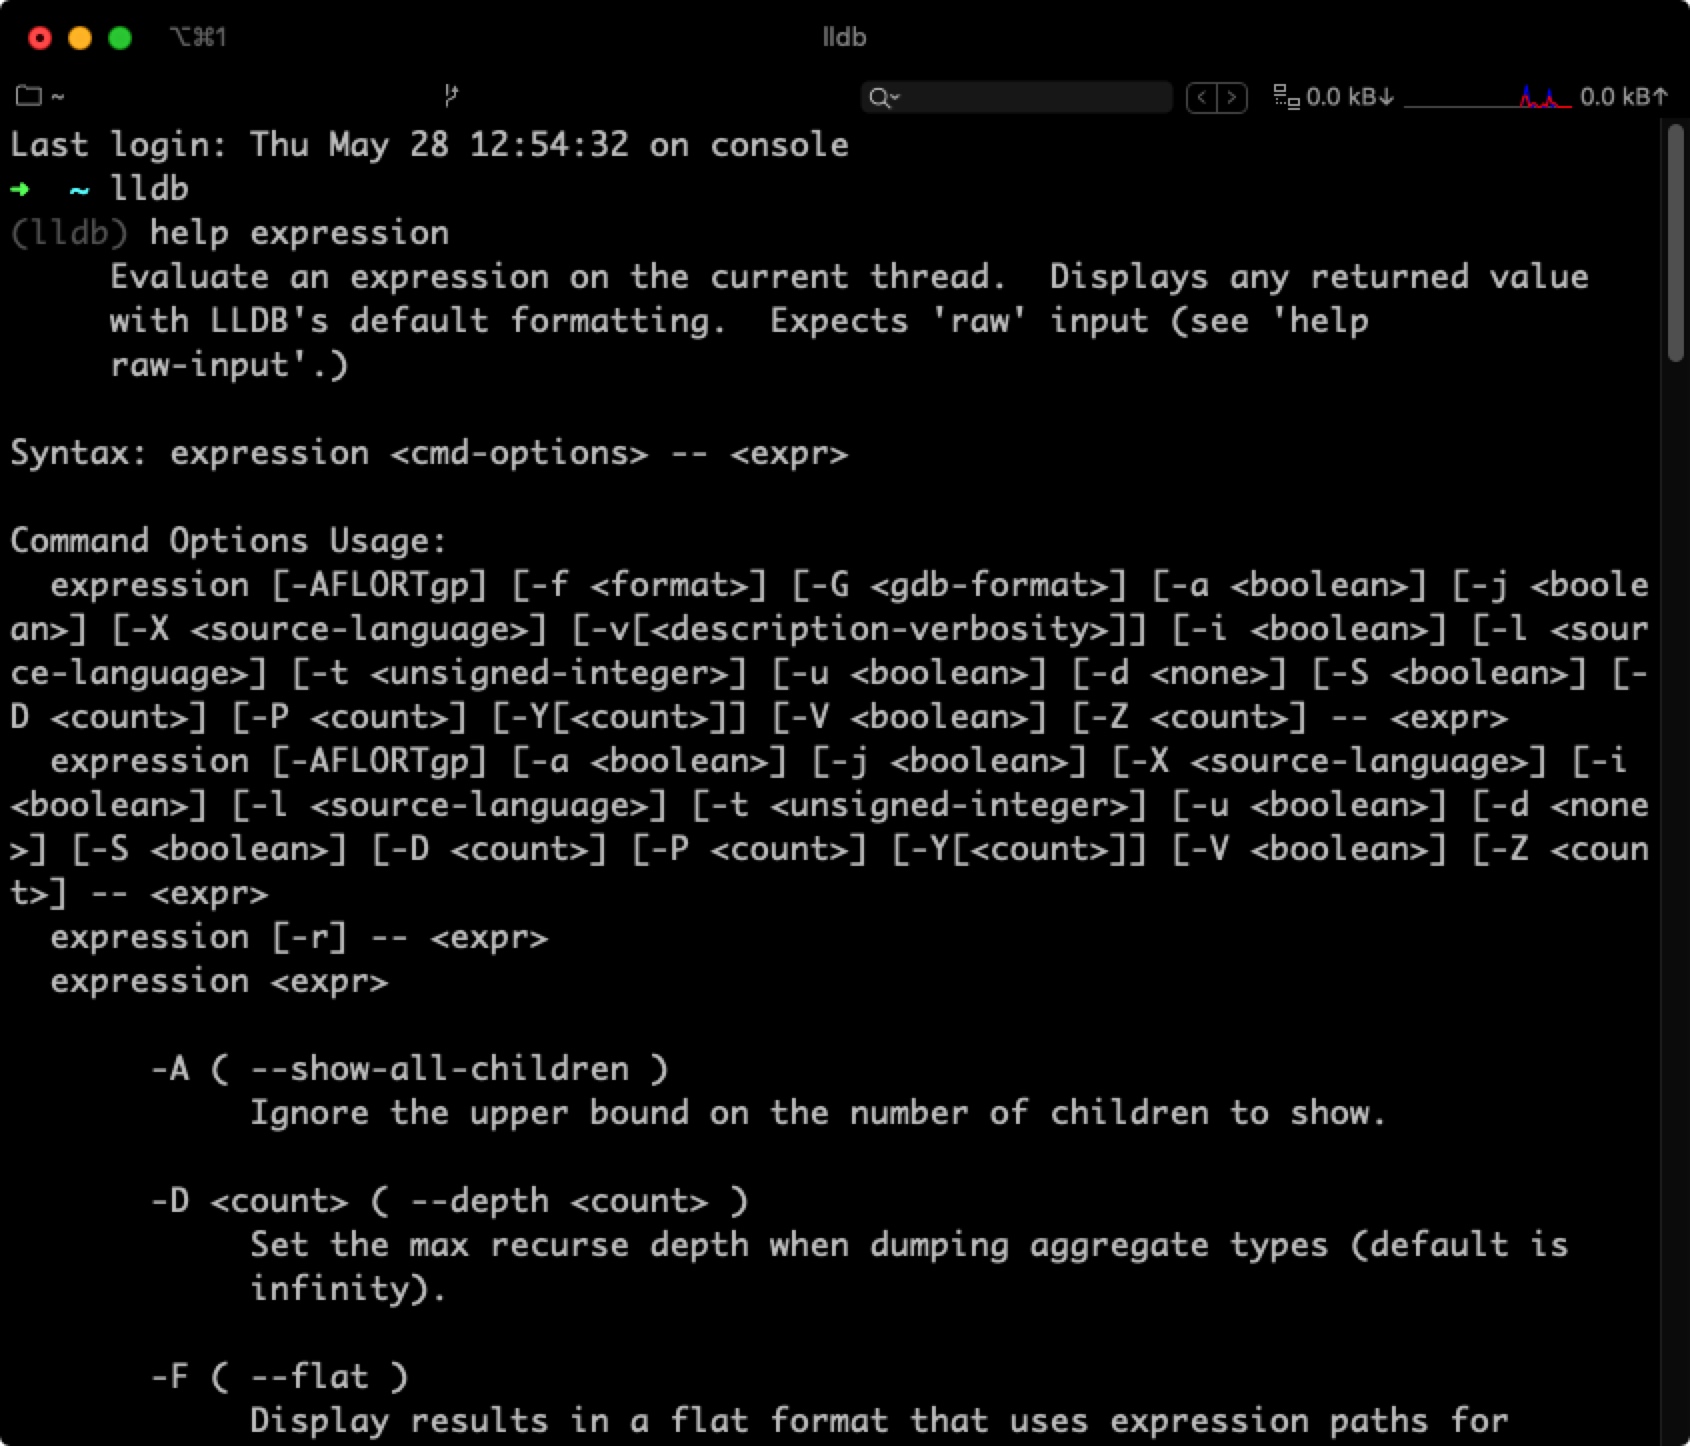 ⌥⌘1 lldb
~ 0.0 kB↓ 0.0 kB↑
Last login: Thu May 28 12:54:32 on console
➜ ~ lldb
(lldb) help expression
Evaluate an expression on the current thread.  Displays any returned value
with LLDB's default formatting.  Expects 'raw' input (see 'help
raw-input'.)
Syntax: expression <cmd-options> -- <expr>
Command Options Usage:
expression [-AFLORTgp] [-f <format>] [-G <gdb-format>] [-a <boolean>] [-j <boole
an>] [-X <source-language>] [-v[<description-verbosity>]] [-i <boolean>] [-l <sour
ce-language>] [-t <unsigned-integer>] [-u <boolean>] [-d <none>] [-S <boolean>] [-
D <count>] [-P <count>] [-Y[<count>]] [-V <boolean>] [-Z <count>] -- <expr>
expression [-AFLORTgp] [-a <boolean>] [-j <boolean>] [-X <source-language>] [-i
<boolean>] [-l <source-language>] [-t <unsigned-integer>] [-u <boolean>] [-d <none
>] [-S <boolean>] [-D <count>] [-P <count>] [-Y[<count>]] [-V <boolean>] [-Z <coun
t>] -- <expr>
expression [-r] -- <expr>
expression <expr>
-A ( --show-all-children )
Ignore the upper bound on the number of children to show.
-D <count> ( --depth <count> )
Set the max recurse depth when dumping aggregate types (default is
infinity).
-F ( --flat )
Display results in a flat format that uses expression paths for